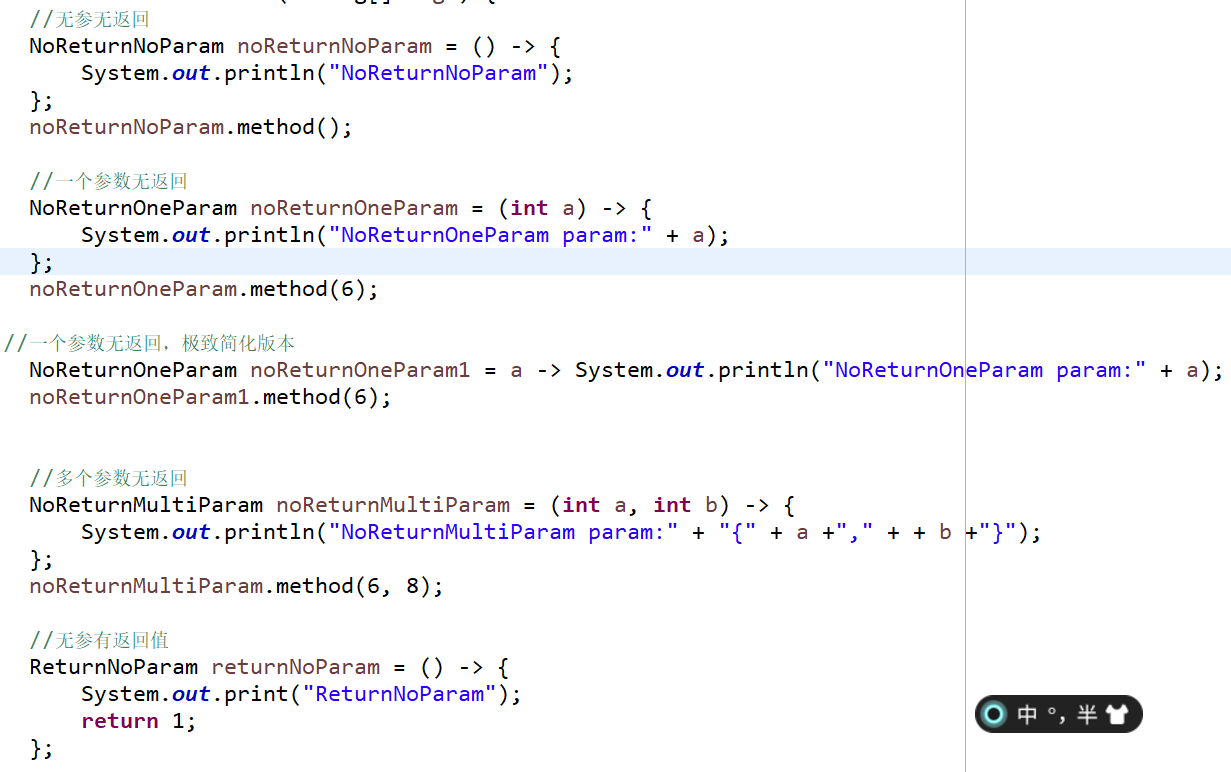 //无参无返回
NoReturnNoParam noReturnNoParam = () -> {
System.out.println("NoReturnNoParam");
};
noReturnNoParam.method();
//一个参数无返回
NoReturnOneParam noReturnOneParam = (int a) -> {
System.out.println("NoReturnOneParam param:" + a);
};
noReturnOneParam.method(6);
//一个参数无返回，极致简化版本
NoReturnOneParam noReturnOneParam1 = a -> System.out.println("NoReturnOneParam param:" + a);
noReturnOneParam1.method(6);
//多个参数无返回
NoReturnMultiParam noReturnMultiParam = (int a, int b) -> {
System.out.println("NoReturnMultiParam param:" + "{" + a +"," + + b +"}");
};
noReturnMultiParam.method(6, 8);
//无参有返回值
ReturnNoParam returnNoParam = () -> {
System.out.print("ReturnNoParam");
return 1;
};
中 °, 半